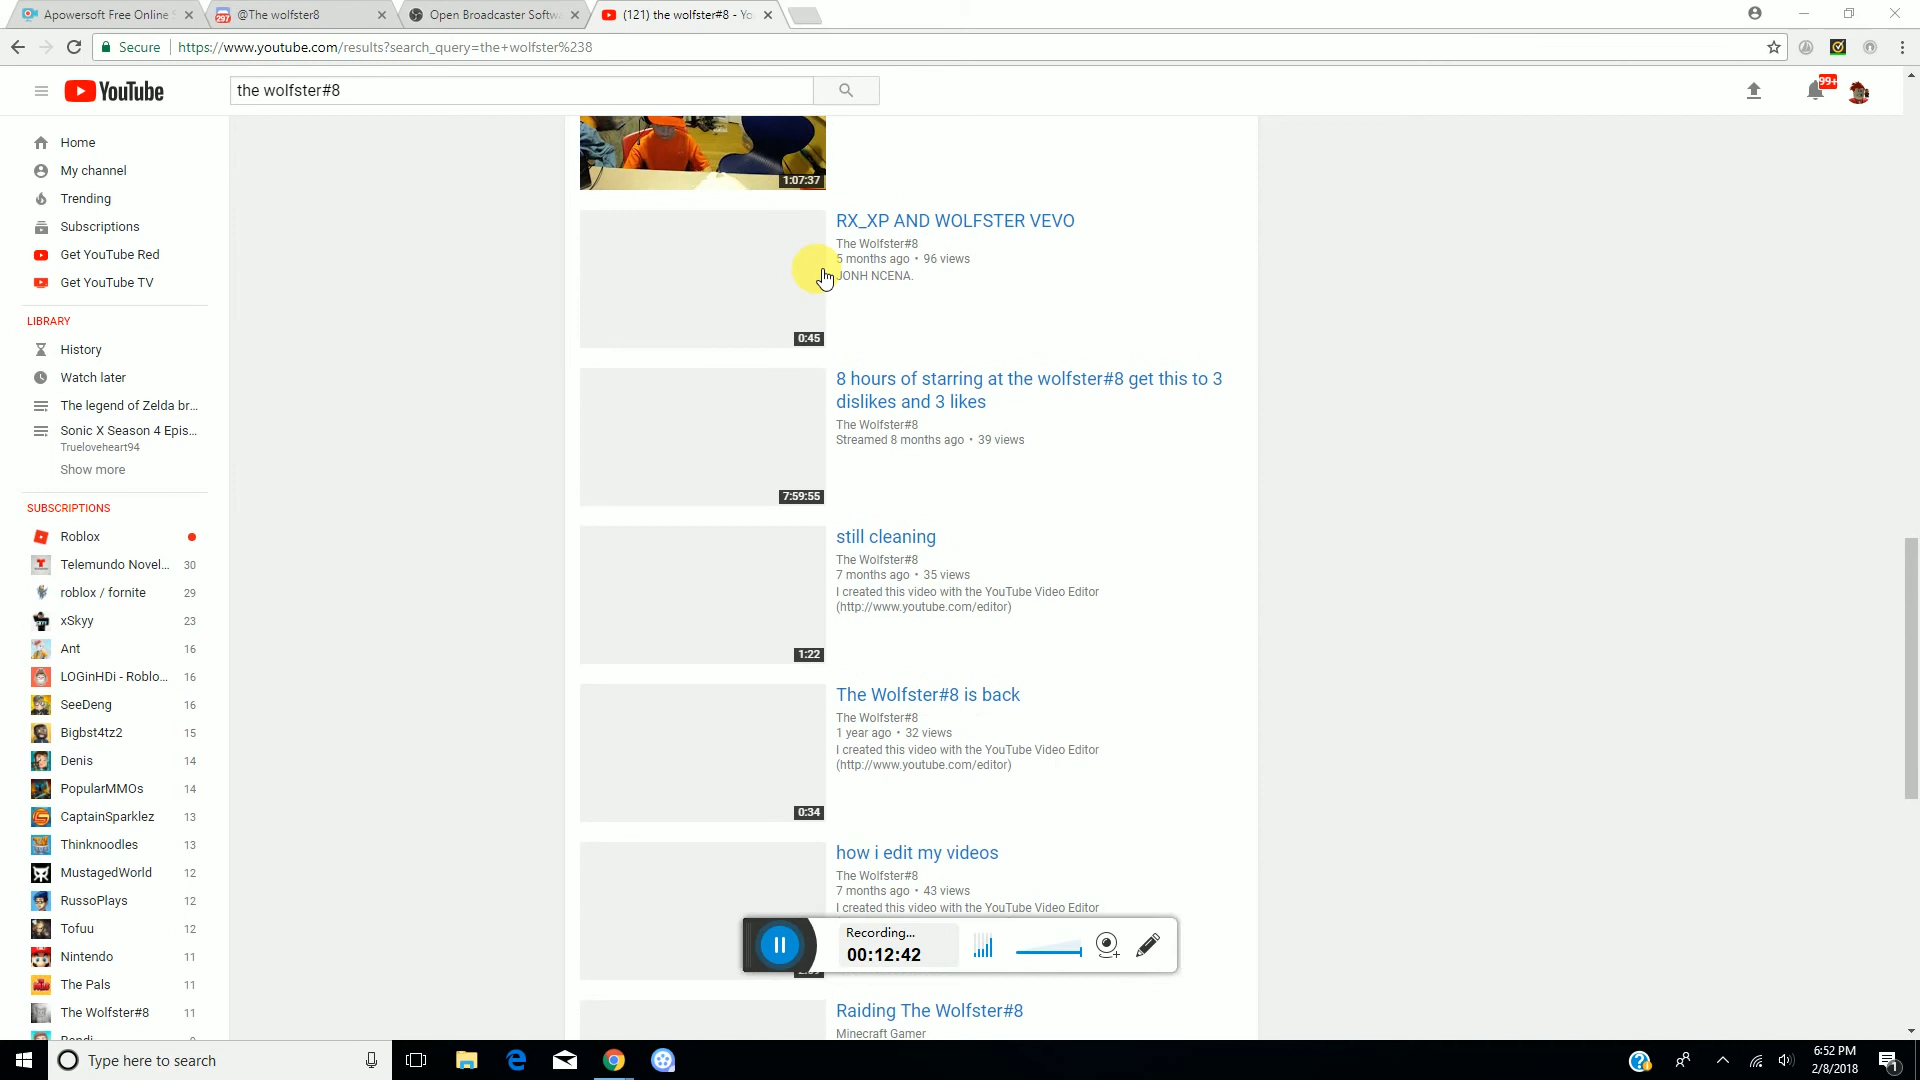 Apowersoft Free Online S
297 @The wolfster8
Open Broadcaster Softwa
(121) the wolfster#8 - Yo
Secure https://www.youtube.com/results?search_query=the+wolfster%238
YouTube
the wolfster#8
99+
Home
My channel
Trending
Subscriptions
Get YouTube Red
Get YouTube TV
LIBRARY
History
Watch later
The legend of Zelda br...
Sonic X Season 4 Epis...
Trueloveheart94
Show more
SUBSCRIPTIONS
Roblox
Telemundo Novel... 30
roblox / fornite 29
xSkyy 23
Ant 16
LOGinHDi - Roblo... 16
SeeDeng 16
Bigbst4tz2 15
Denis 14
PopularMMOs 14
CaptainSparklez 13
Thinknoodles 13
MustagedWorld 12
RussoPlays 12
Tofuu 12
Nintendo 11
The Pals 11
The Wolfster#8 11
1:07:37
RX_XP AND WOLFSTER VEVO
The Wolfster#8
5 months ago • 96 views
JONH NCENA.
0:45
8 hours of starring at the wolfster#8 get this to 3
dislikes and 3 likes
The Wolfster#8
Streamed 8 months ago • 39 views
7:59:55
still cleaning
The Wolfster#8
7 months ago • 35 views
I created this video with the YouTube Video Editor
(http://www.youtube.com/editor)
1:22
The Wolfster#8 is back
The Wolfster#8
1 year ago • 32 views
I created this video with the YouTube Video Editor
(http://www.youtube.com/editor)
0:34
how i edit my videos
The Wolfster#8
7 months ago • 43 views
I created this video with the YouTube Video Editor
Recording...
00:12:42
Raiding The Wolfster#8
Minecraft Gamer
Type here to search
6:52 PM
2/8/2018
1